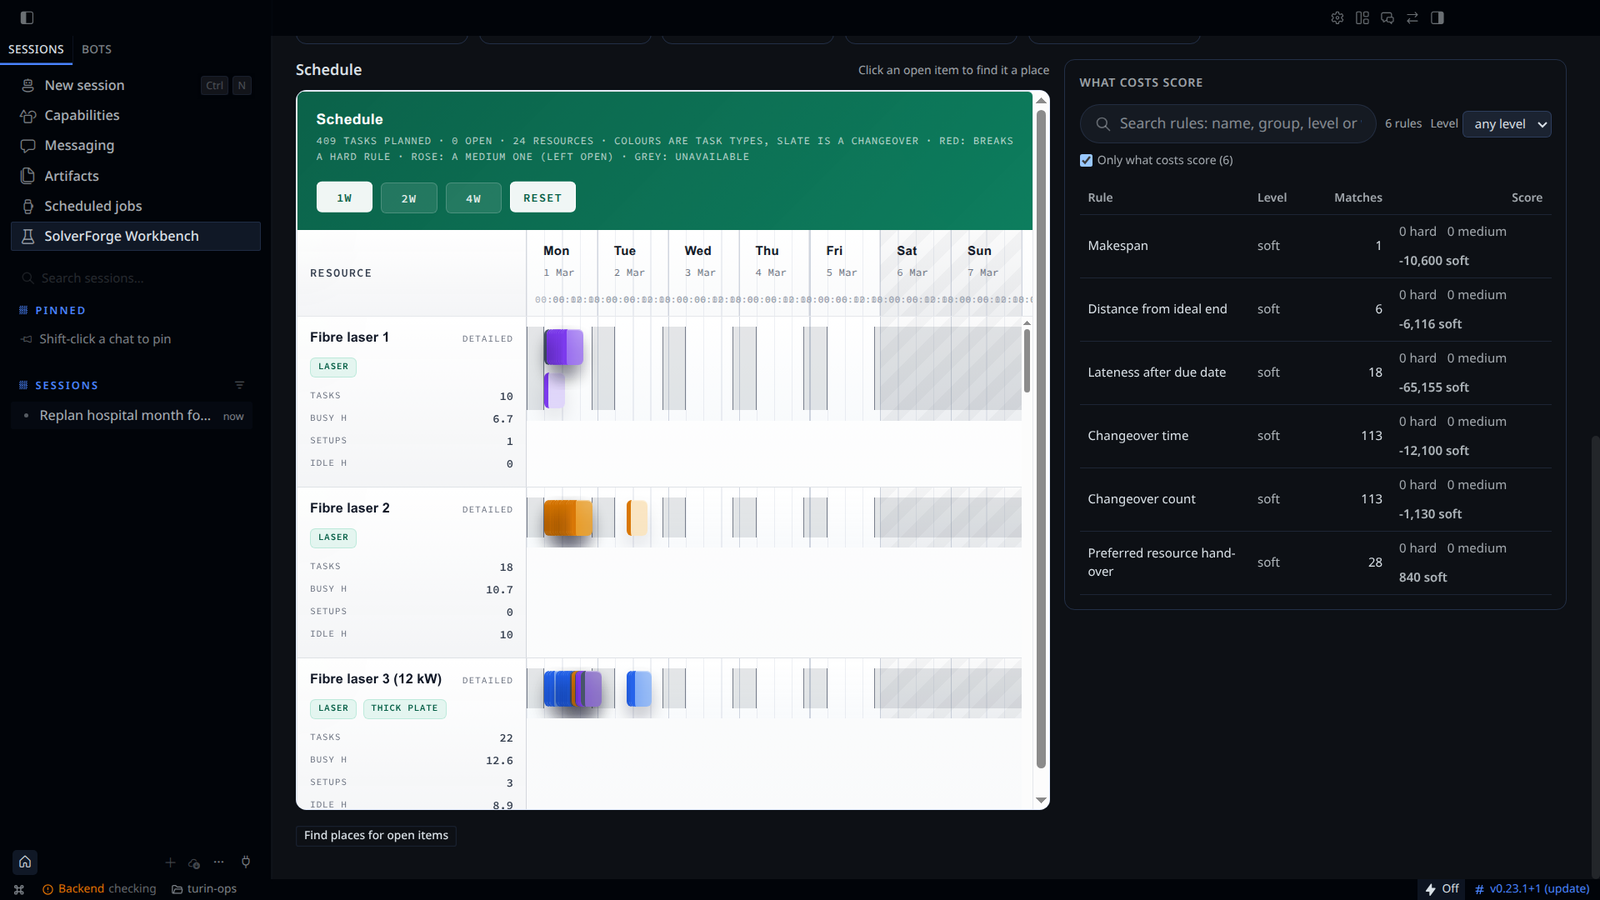 SESSIONS
BOTS
New session
Ctrl
N
Capabilities
Messaging
Artifacts
Scheduled jobs
SolverForge Workbench
Search sessions...
PINNED
Shift-click a chat to pin
SESSIONS
Replan hospital month fo...
now
Schedule
Click an open item to find it a place
Schedule
409 TASKS PLANNED · 0 OPEN · 24 RESOURCES · COLOURS ARE TASK TYPES, SLATE IS A CHANGEOVER · RED: BREAKS
A HARD RULE · ROSE: A MEDIUM ONE (LEFT OPEN) · GREY: UNAVAILABLE
1W
2W
4W
RESET
RESOURCE
Mon
Tue
Wed
Thu
Fri
Sat
Sun
1 Mar
2 Mar
3 Mar
4 Mar
5 Mar
6 Mar
7 Mar
Fibre laser 1
DETAILED
LASER
TASKS
10
BUSY H
6.7
SETUPS
1
IDLE H
0
Fibre laser 2
DETAILED
LASER
TASKS
18
BUSY H
10.7
SETUPS
0
IDLE H
10
Fibre laser 3 (12 kW)
DETAILED
LASER
THICK PLATE
TASKS
22
BUSY H
12.6
SETUPS
3
IDLE H
8.9
Find places for open items
WHAT COSTS SCORE
Search rules: name, group, level or
6 rules
Level
any level
Only what costs score (6)
Rule
Level
Matches
Score
Makespan
soft
1
0 hard 0 medium
-10,600 soft
Distance from ideal end
soft
6
0 hard 0 medium
-6,116 soft
Lateness after due date
soft
18
0 hard 0 medium
-65,155 soft
Changeover time
soft
113
0 hard 0 medium
-12,100 soft
Changeover count
soft
113
0 hard 0 medium
-1,130 soft
Preferred resource hand-
over
soft
28
0 hard 0 medium
840 soft
Backend checking
turin-ops
Off
v0.23.1+1 (update)